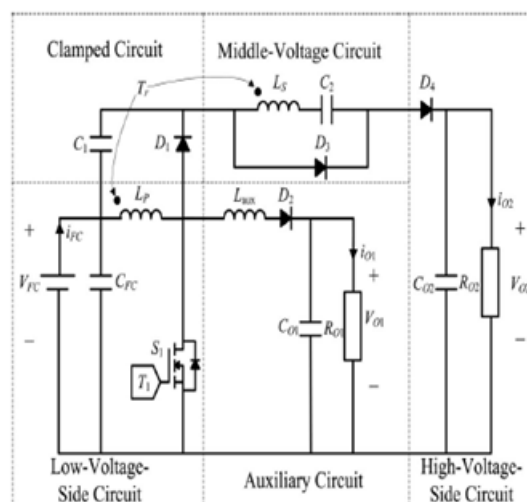 Clamped Circuit
Middle-Voltage Circuit
Tr
LS
C2
D4
C1
D1
D3
LP
Laux
D2
iFC
iO1
iO2
+
+
+
VFC
CFC
CO1
RO1
VO1
CO2
RO2
VO2
S1
T1
−
−
−
Low-Voltage-
Side Circuit
Auxiliary Circuit
High-Voltage-
Side Circuit